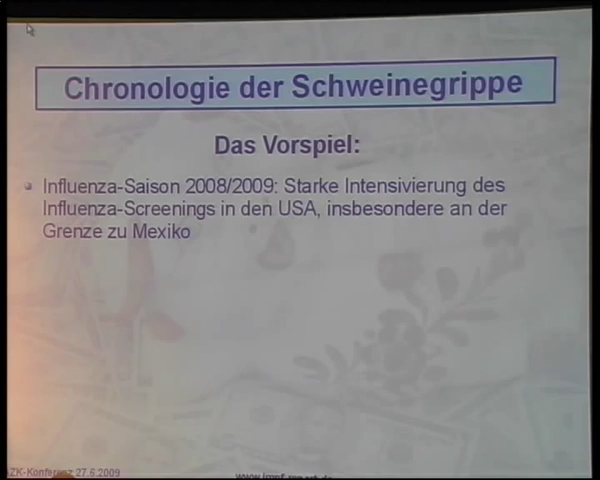 Chronologie der Schweinegrippe
Das Vorspiel:
Influenza-Saison 2008/2009: Starke Intensivierung des
Influenza-Screenings in den USA, insbesondere an der
Grenze zu Mexiko
ZK-Konferenz 27.6.2009